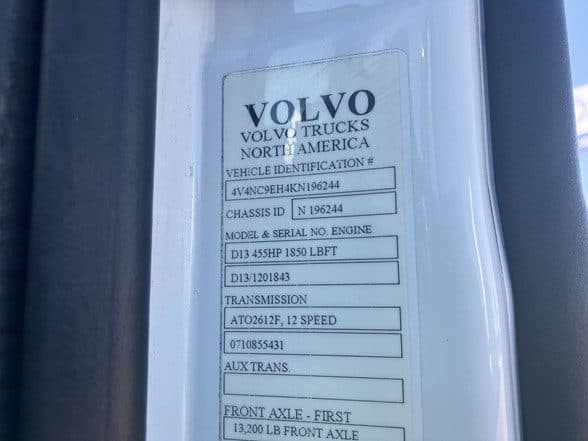 VOLVO
VOLVO TRUCKS
NORTH AMERICA
VEHICLE IDENTIFICATION #
4V4NC9EH4KN196244
CHASSIS ID N 196244
MODEL & SERIAL NO. ENGINE
D13 455HP 1850 LBFT
D13/1201843
TRANSMISSION
ATO2612F, 12 SPEED
0710855431
AUX TRANS.
FRONT AXLE - FIRST
13,200 LB FRONT AXLE